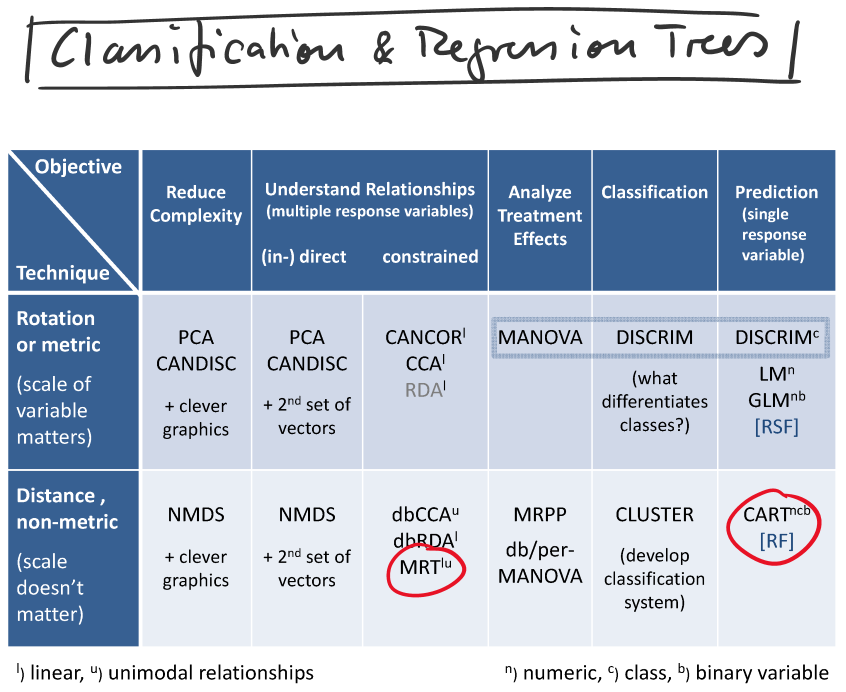 Classification & Regression Trees
Objective
Technique
Reduce
Complexity
Understand Relationships
(multiple response variables)
(in-) direct constrained
Analyze
Treatment
Effects
Classification
Prediction
(single
response
variable)
Rotation
or metric
(scale of
variable
matters)
PCA
CANDISC
+ clever
graphics
PCA
CANDISC
+ 2nd set of
vectors
CANCORl
CCAl
RDAl
MANOVA
DISCRIM
(what
differentiates
classes?)
DISCRIMc
LMn
GLMnb
[RSF]
Distance ,
non-metric
(scale
doesn't
matter)
NMDS
+ clever
graphics
NMDS
+ 2nd set of
vectors
dbCCAu
dbRDAl
MRTlu
MRPP
db/per-
MANOVA
CLUSTER
(develop
classification
system)
CARTncb
[RF]
l) linear, u) unimodal relationships
n) numeric, c) class, b) binary variable